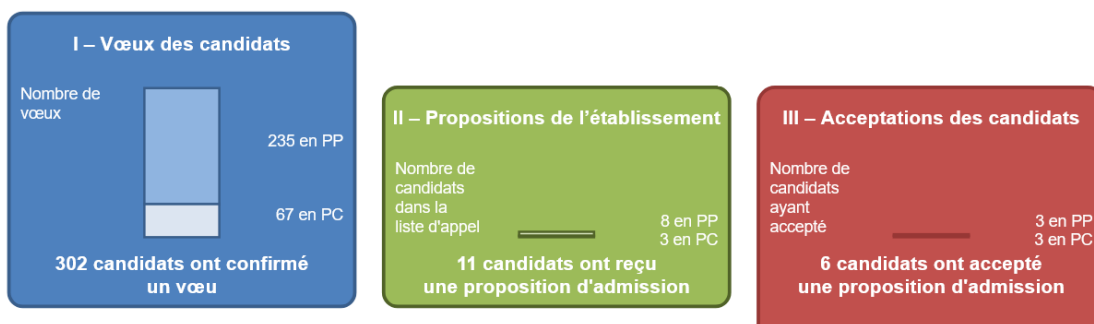 I – Vœux des candidats
Nombre de
vœux
235 en PP
67 en PC
302 candidats ont confirmé
un vœu
II – Propositions de l'établissement
Nombre de
candidats
dans la
liste d'appel
8 en PP
3 en PC
11 candidats ont reçu
une proposition d'admission
III – Acceptations des candidats
Nombre de
candidats
ayant
accepté
3 en PP
3 en PC
6 candidats ont accepté
une proposition d'admission